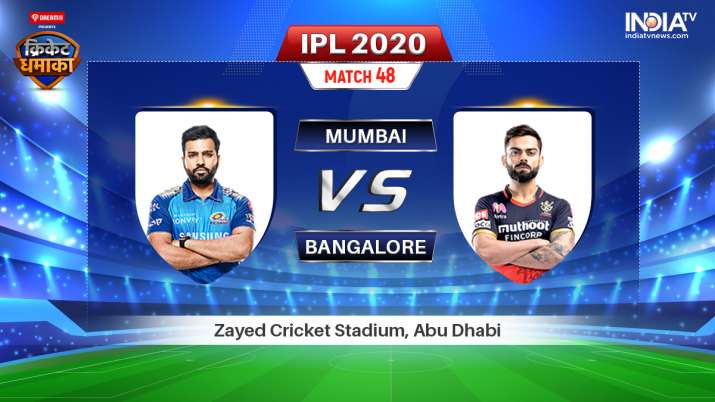 DREAM11
PRESENTS
क्रिकेट
धमाका
IPL 2020
MATCH 48
INDIA TV
indiatvnews.com
MUMBAI
VS
BANGALORE
SAMSUNG
muthoot
FINCORP
Zayed Cricket Stadium, Abu Dhabi